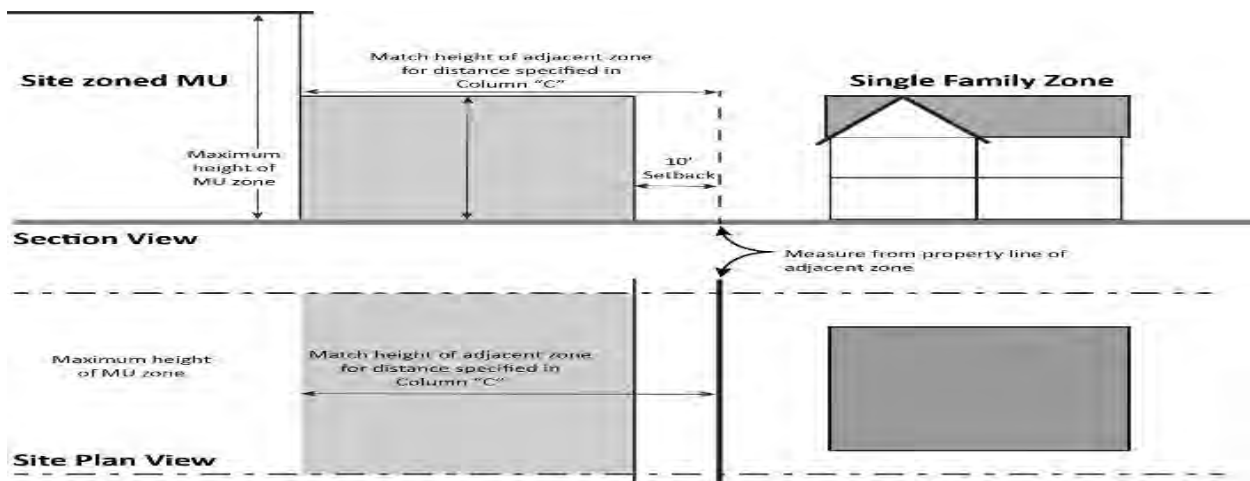 Match height of adjacent zone
for distance specified in
Column "C"
Site zoned MU
Single Family Zone
Maximum
height of
MU zone
10'
Setback
Section View
Measure from property line of
adjacent zone
Maximum height
of MU zone
Match height of adjacent zone
for distance specified in
Column "C"
Site Plan View